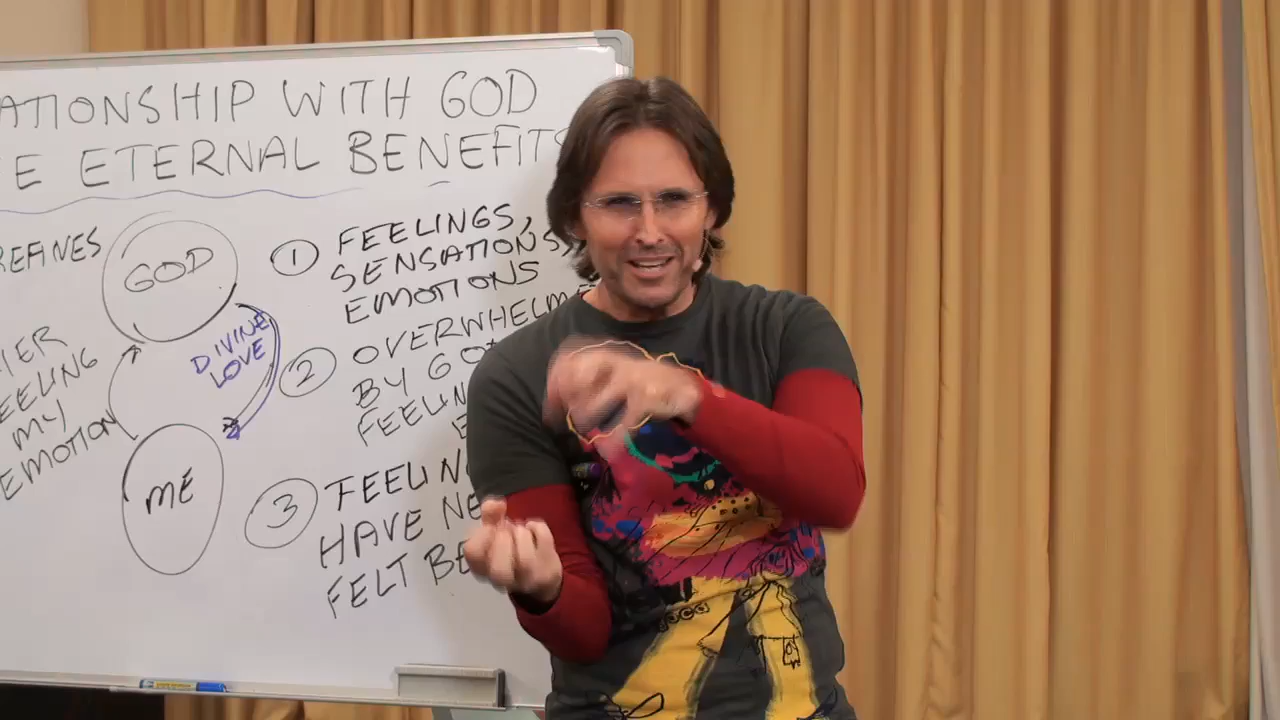 ATIONSHIP WITH GOD
E ETERNAL BENEFITS
REFINES
GOD
1 FEELINGS,
SENSATIONS,
EMOTIONS
DIVINE
LOVE
2 OVERWHELME
BY GO
FEELIN
E
EELING
MY
EMOTION
ME
3 FEELIN
HAVE NE
FELT BE